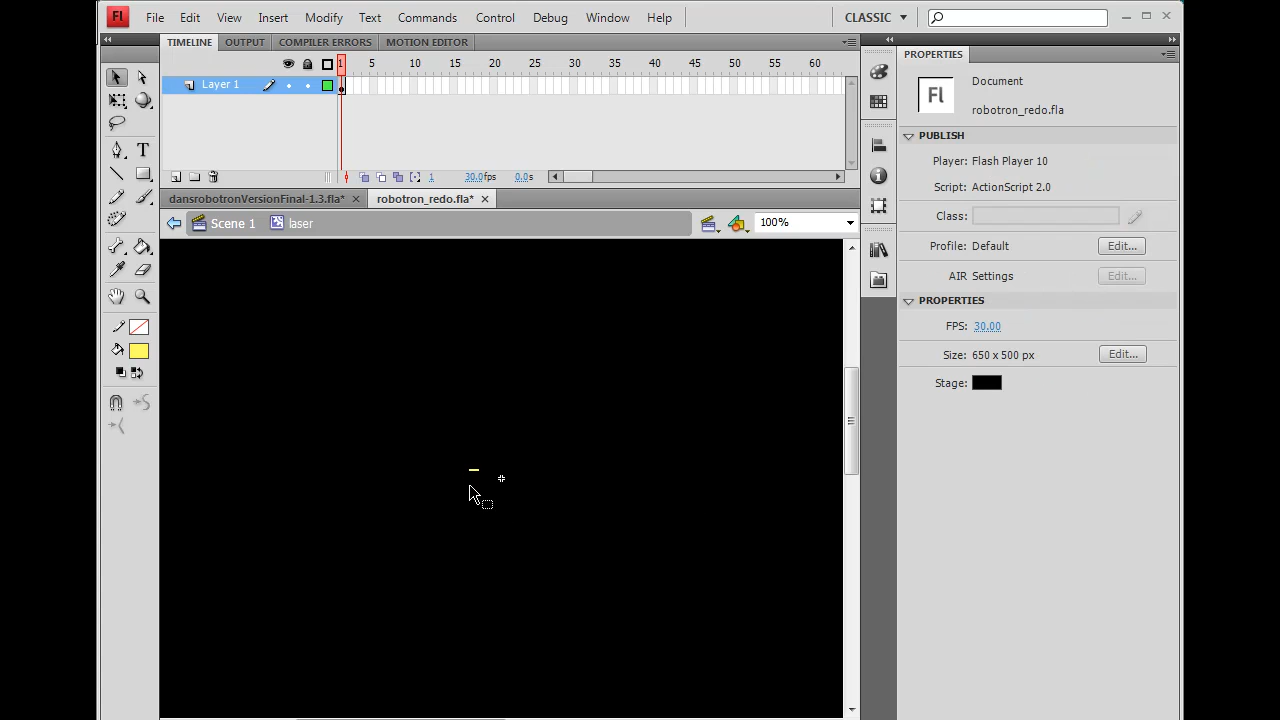 Fl File Edit View Insert Modify Text Commands Control Debug Window Help CLASSIC
TIMELINE OUTPUT COMPILER ERRORS MOTION EDITOR
PROPERTIES
1 5 10 15 20 25 30 35 40 45 50 55 60
Layer 1
Fl
Document
robotron_redo.fla
PUBLISH
Player: Flash Player 10
1 30.0fps 0.0s
Script: ActionScript 2.0
dansrobotronVersionFinal-1.3.fla* robotron_redo.fla*
Class:
Scene 1 laser 100%
Profile: Default Edit...
AIR Settings Edit...
PROPERTIES
FPS: 30.00
Size: 650 x 500 px Edit...
Stage:
T